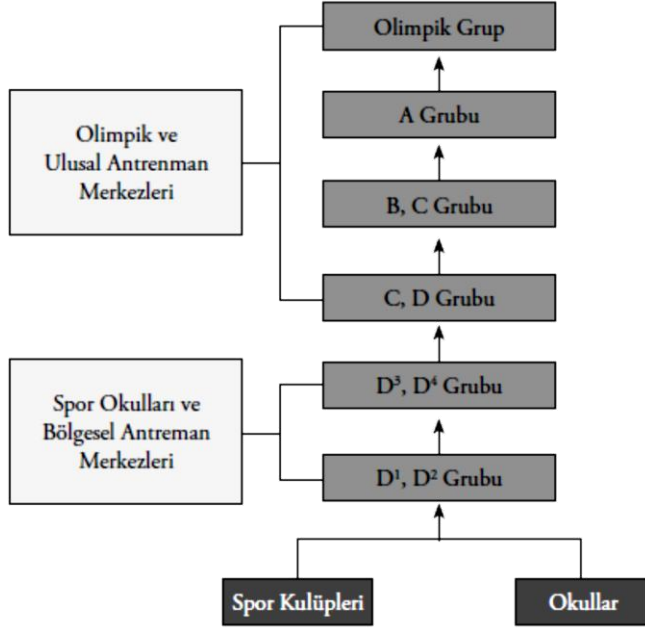 Olimpik Grup
A Grubu
Olimpik ve
Ulusal Antrenman
Merkezleri
B, C Grubu
C, D Grubu
D³, D⁴ Grubu
Spor Okulları ve
Bölgesel Antreman
Merkezleri
D¹, D² Grubu
Spor Kulüpleri
Okullar